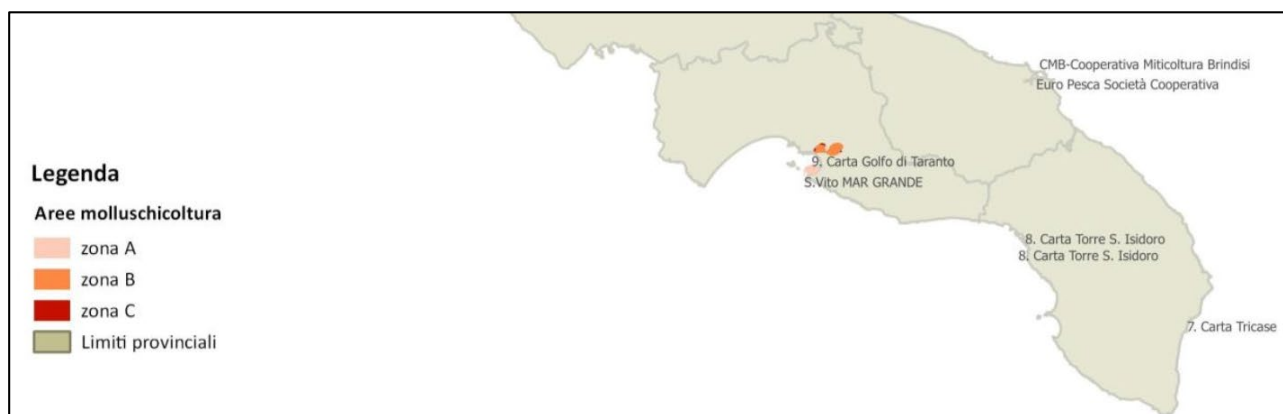 Legenda
Aree molluschicoltura
zona A
zona B
zona C
Limiti provinciali
CMB-Cooperativa Miticoltura Brindisi
Euro Pesca Società Cooperativa
9. Carta Golfo di Taranto
S.Vito MAR GRANDE
8. Carta Torre S. Isidoro
8. Carta Torre S. Isidoro
7. Carta Tricase